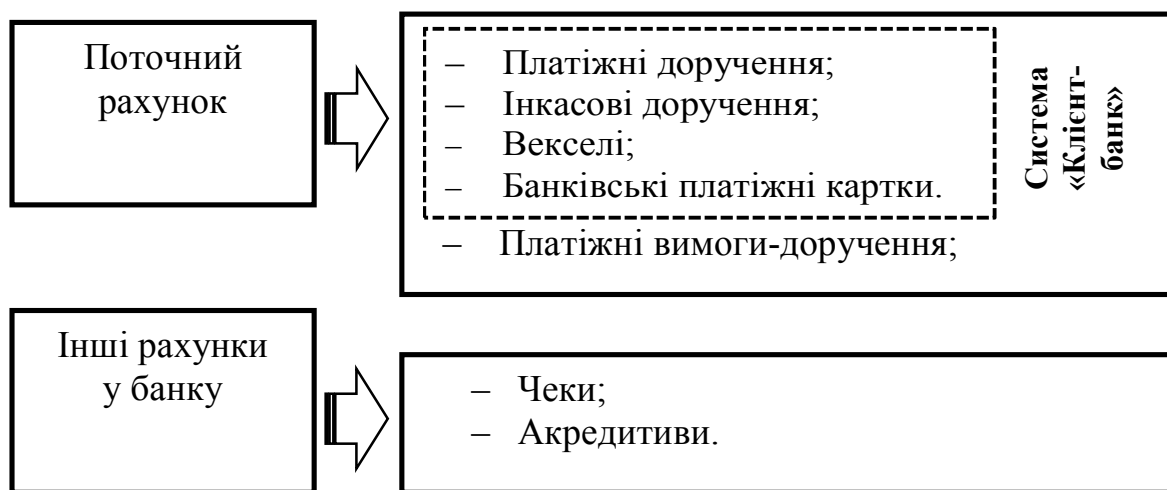 Поточний
рахунок
– Платіжні доручення;
– Інкасові доручення;
– Векселі;
– Банківські платіжні картки.
– Платіжні вимоги-доручення;
Система
«Клієнт-
банк»
Інші рахунки
у банку
– Чеки;
– Акредитиви.